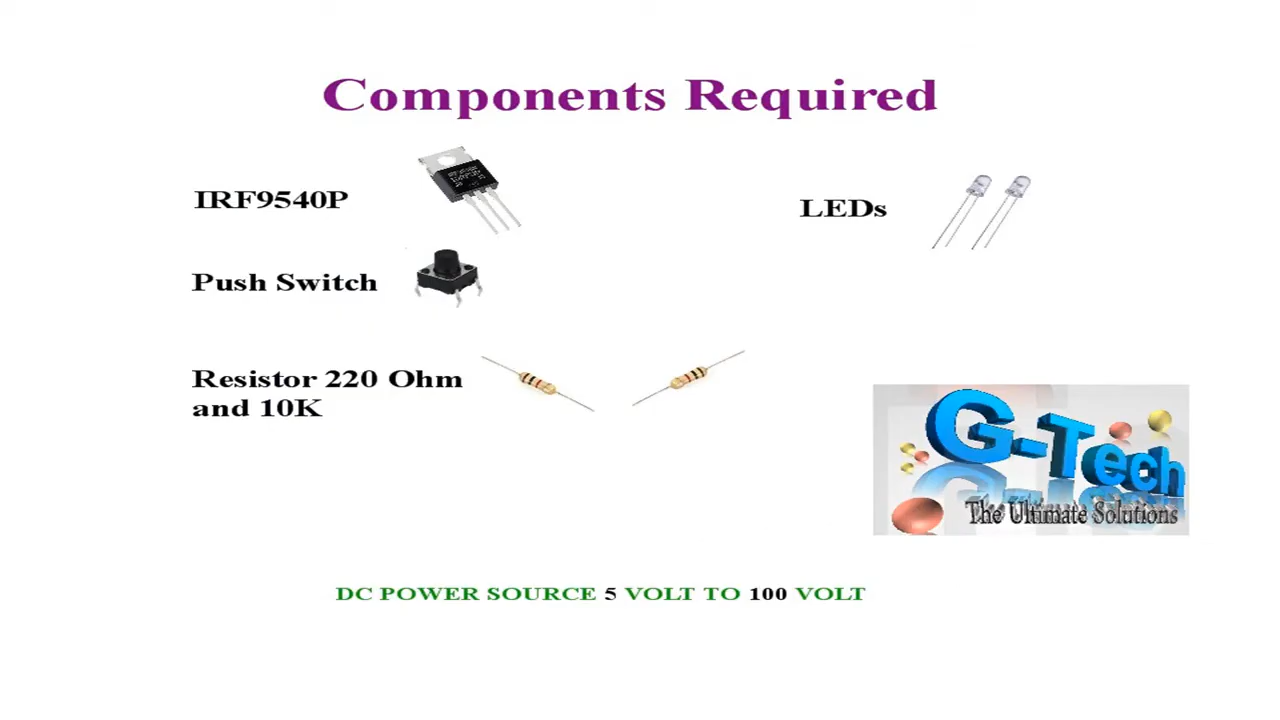 Components Required
IRF9540P
LEDs
Push Switch
Resistor 220 Ohm
and 10K
G-Tech
The Ultimate Solutions
DC POWER SOURCE 5 VOLT TO 100 VOLT